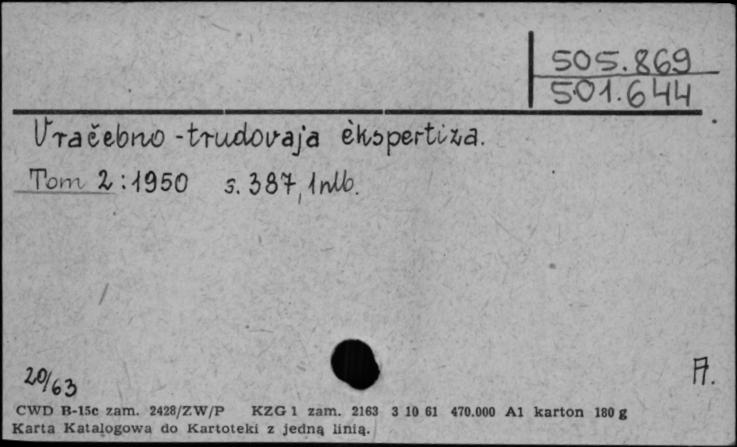 505.869
501.644
Vračebno-trudovaja èkspertiza.
Tom 2:1950 s. 387, 1 nlb.
20/63
A.
CWD B-15c zam. 2428/ZW/P KZG 1 zam. 2163 3 10 61 470.000 A1 karton 180 g
Karta Katalogowa do Kartoteki z jedną linią.